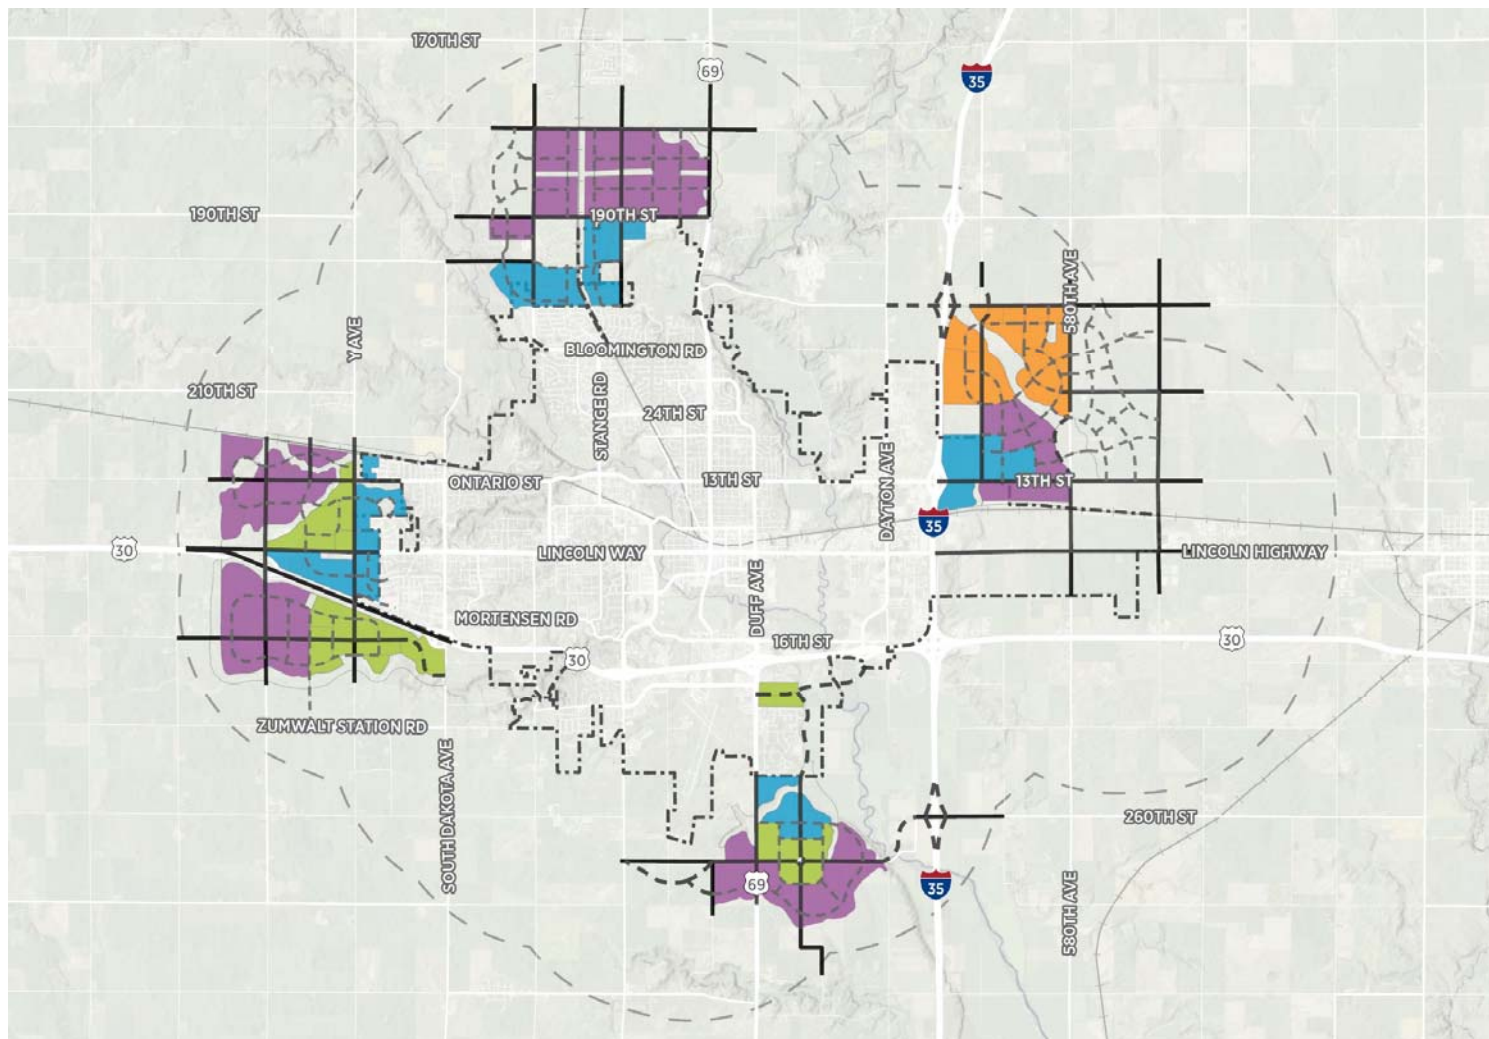 170TH ST
69
35
190TH ST
190TH ST
580TH AVE
Y AVE
BLOOMINGTON RD
210TH ST
STANGE RD
24TH ST
ONTARIO ST
13TH ST
DAYTON AVE
13TH ST
35
30
LINCOLN WAY
LINCOLN HIGHWAY
DUFF AVE
MORTENSEN RD
16TH ST
30
30
ZUMWALT STATION RD
SOUTH DAKOTA AVE
260TH ST
69
35
580TH AVE